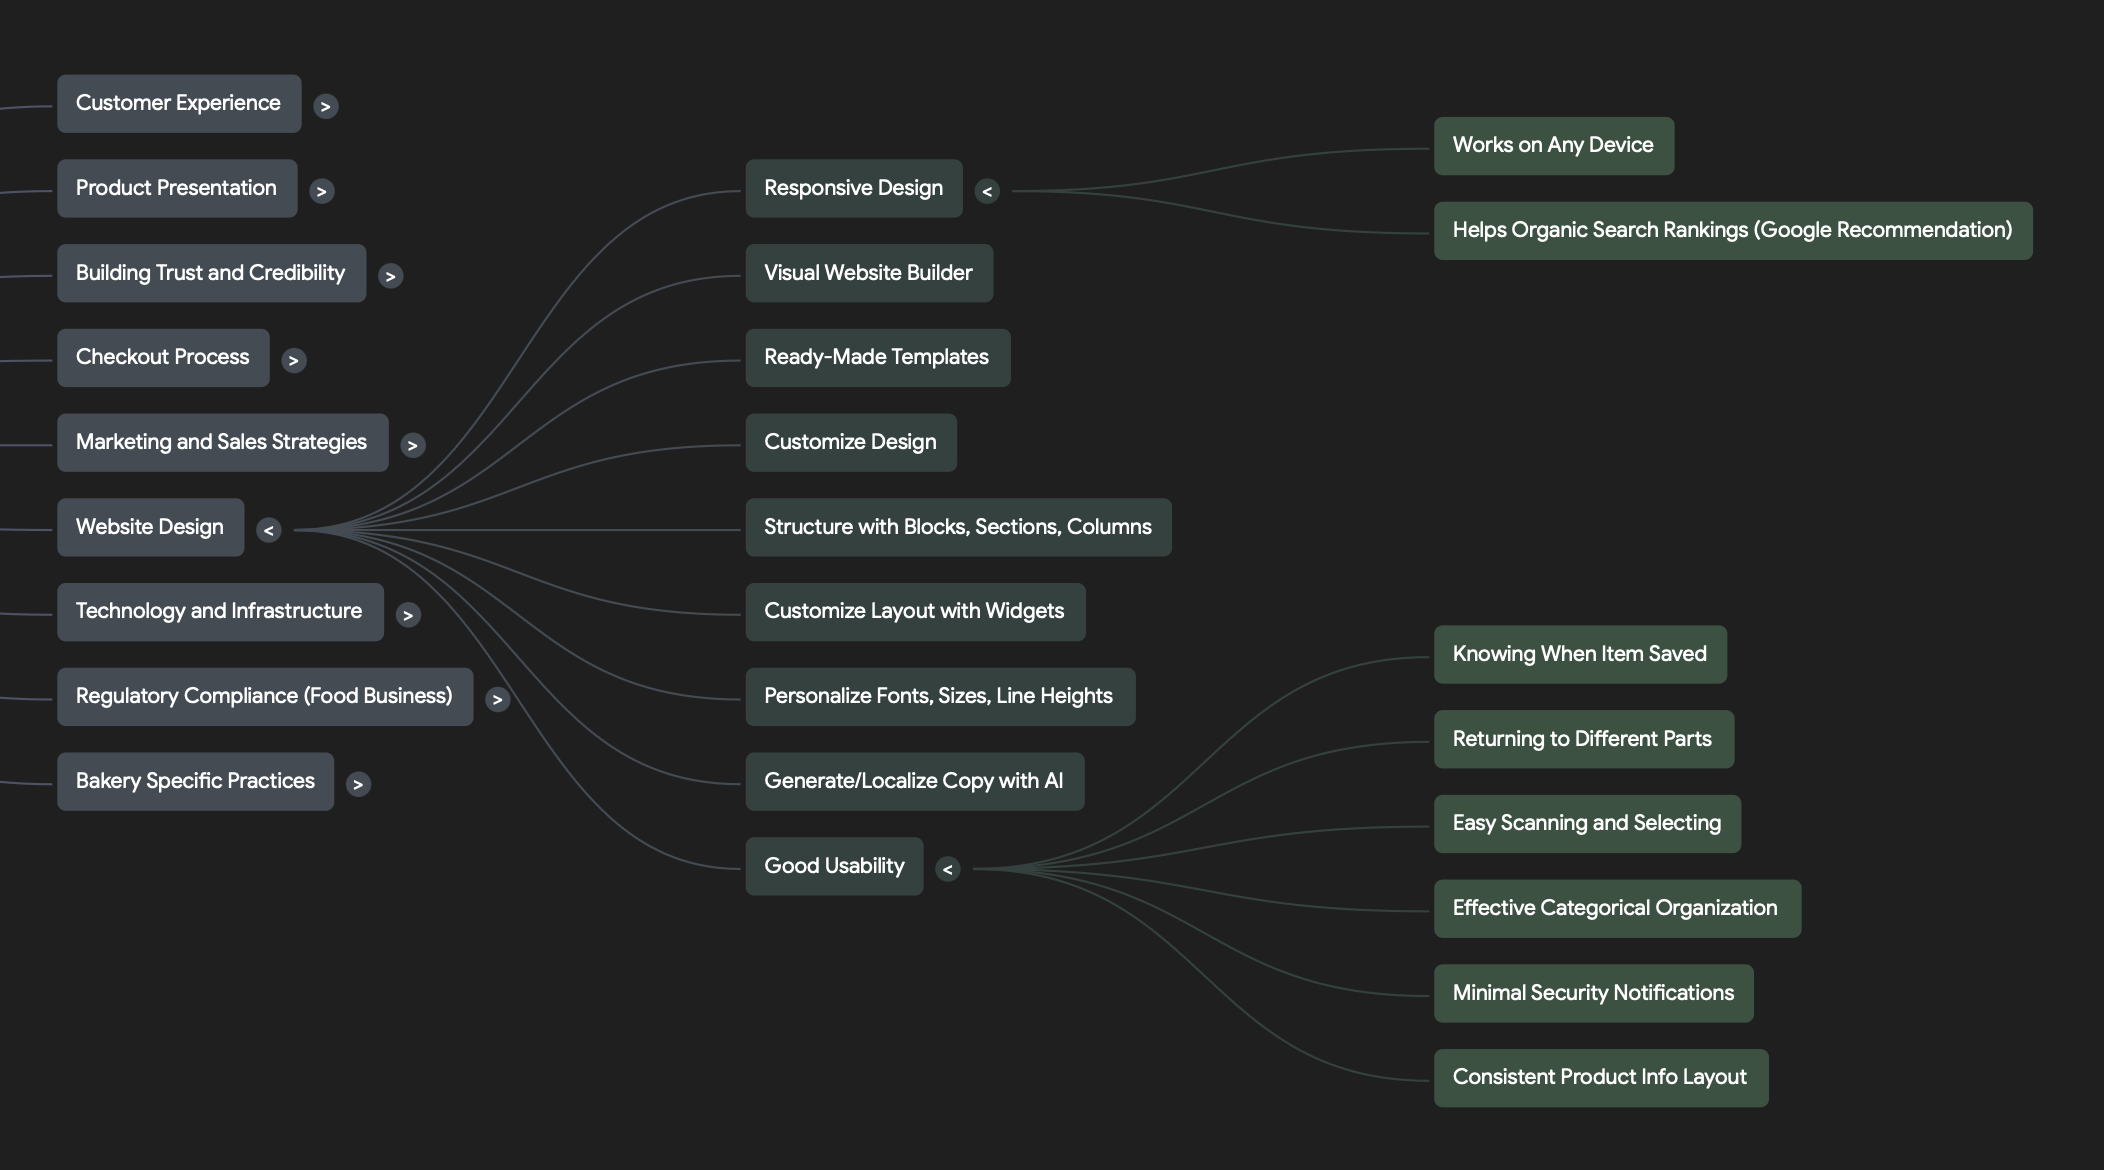 Customer Experience >
Product Presentation >
Building Trust and Credibility >
Checkout Process >
Marketing and Sales Strategies >
Website Design <
Technology and Infrastructure >
Regulatory Compliance (Food Business) >
Bakery Specific Practices >
Responsive Design <
Visual Website Builder
Ready-Made Templates
Customize Design
Structure with Blocks, Sections, Columns
Customize Layout with Widgets
Personalize Fonts, Sizes, Line Heights
Generate/Localize Copy with AI
Good Usability <
Works on Any Device
Helps Organic Search Rankings (Google Recommendation)
Knowing When Item Saved
Returning to Different Parts
Easy Scanning and Selecting
Effective Categorical Organization
Minimal Security Notifications
Consistent Product Info Layout